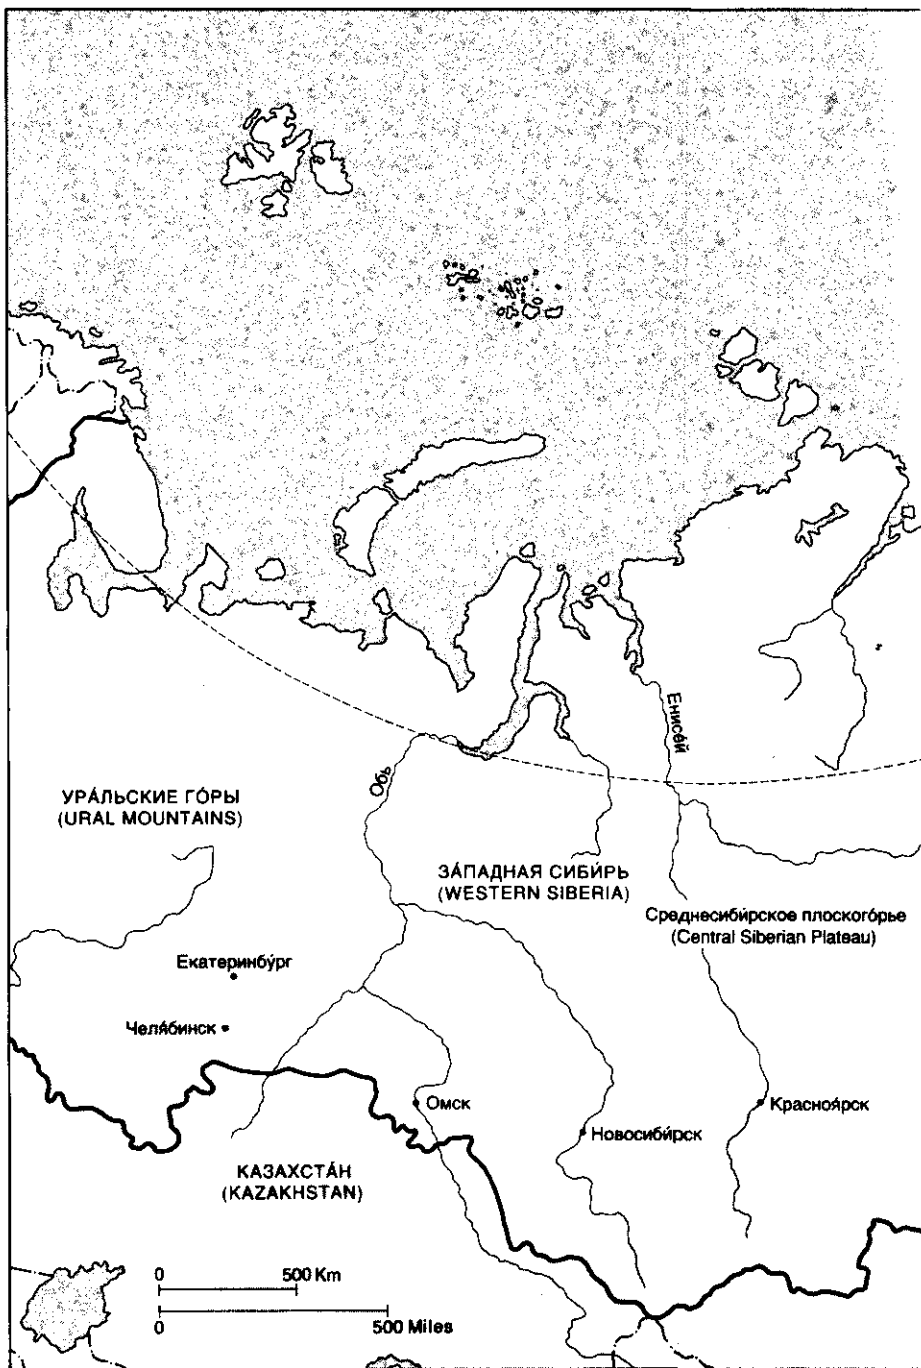 Енисе́й
Обь
УРА́ЛЬСКИЕ ГО́РЫ
(URAL MOUNTAINS)
ЗА́ПАДНАЯ СИБИ́РЬ
(WESTERN SIBERIA)
Среднесиби́рское плоского́рье
(Central Siberian Plateau)
Екатеринбу́рг
Челя́бинск
Омск
Красноя́рск
Новосиби́рск
КАЗАХСТА́Н
(KAZAKHSTAN)
0 500 Km
0 500 Miles